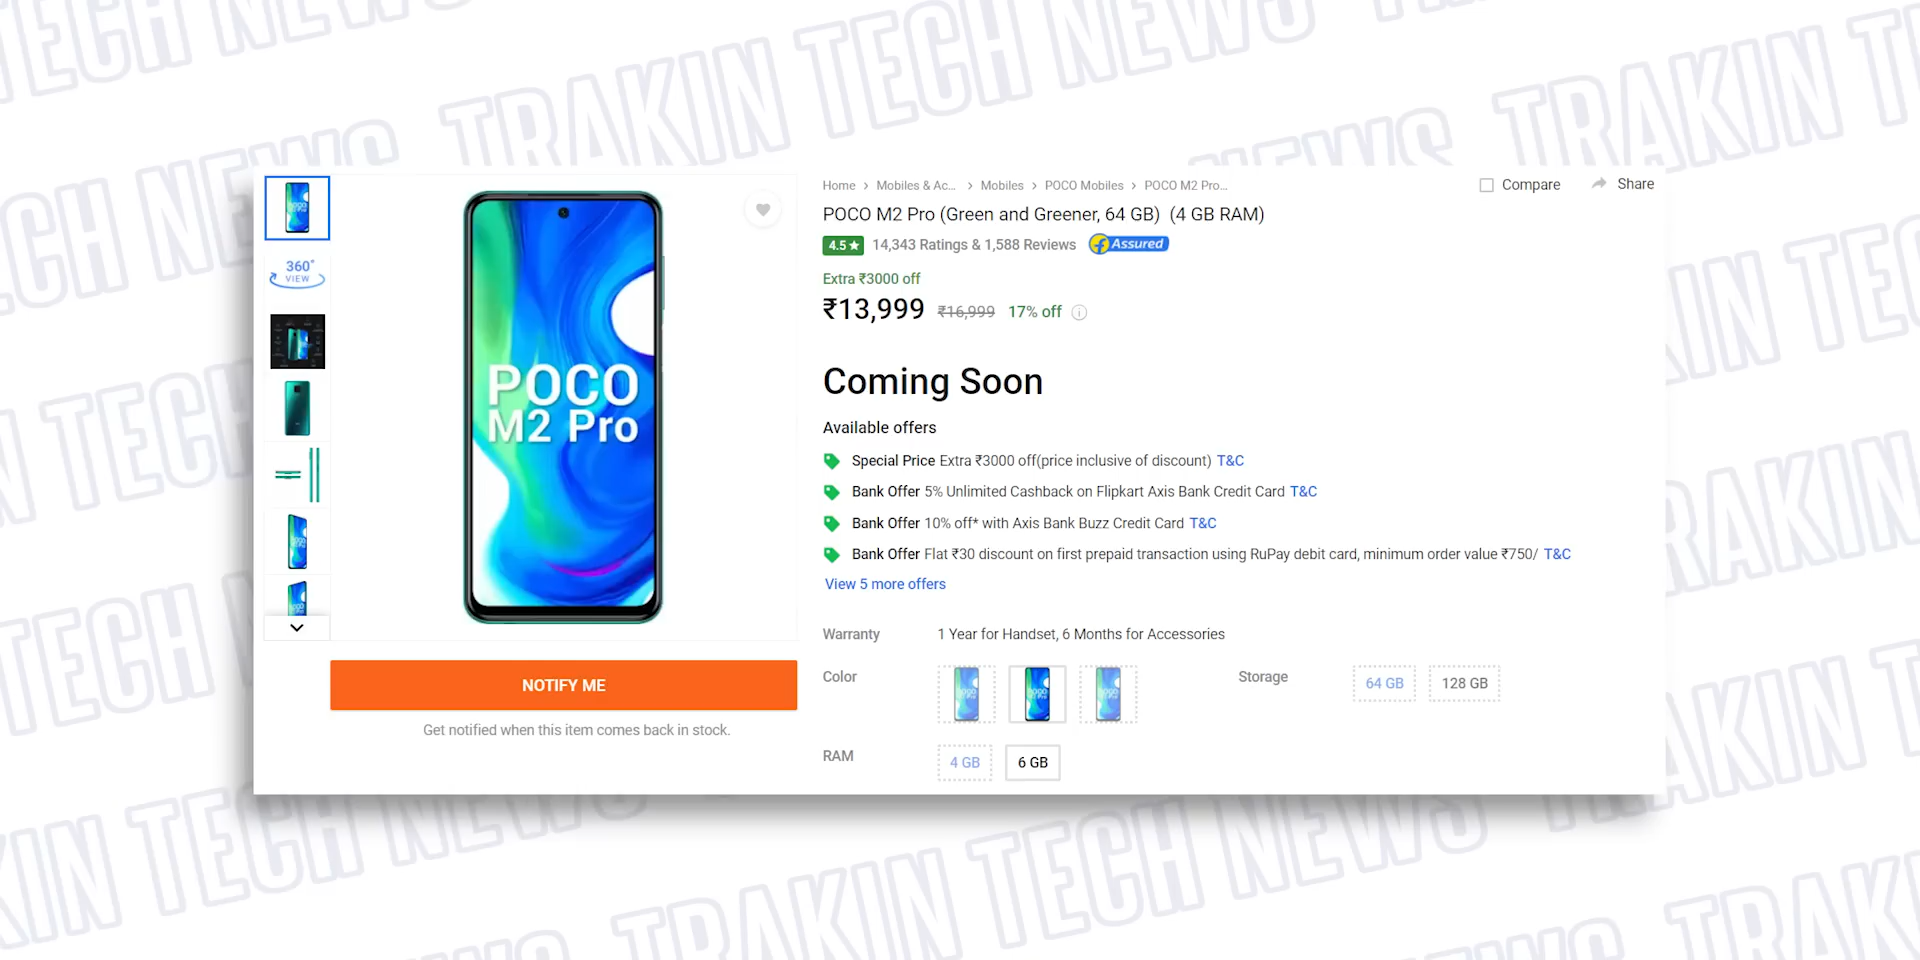 TRAKIN TECH NEWS
Home > Mobiles & Ac... > Mobiles > POCO Mobiles > POCO M2 Pro...
Compare
Share
POCO M2 Pro (Green and Greener, 64 GB) (4 GB RAM)
4.5★ 14,343 Ratings & 1,588 Reviews Assured
Extra ₹3000 off
₹13,999 ₹16,999 17% off
360° VIEW
POCO
M2 Pro
Coming Soon
Available offers
Special Price Extra ₹3000 off(price inclusive of discount) T&C
Bank Offer 5% Unlimited Cashback on Flipkart Axis Bank Credit Card T&C
Bank Offer 10% off* with Axis Bank Buzz Credit Card T&C
Bank Offer Flat ₹30 discount on first prepaid transaction using RuPay debit card, minimum order value ₹750/ T&C
View 5 more offers
NOTIFY ME
Get notified when this item comes back in stock.
Warranty 1 Year for Handset, 6 Months for Accessories
Color
Storage 64 GB 128 GB
RAM 4 GB 6 GB